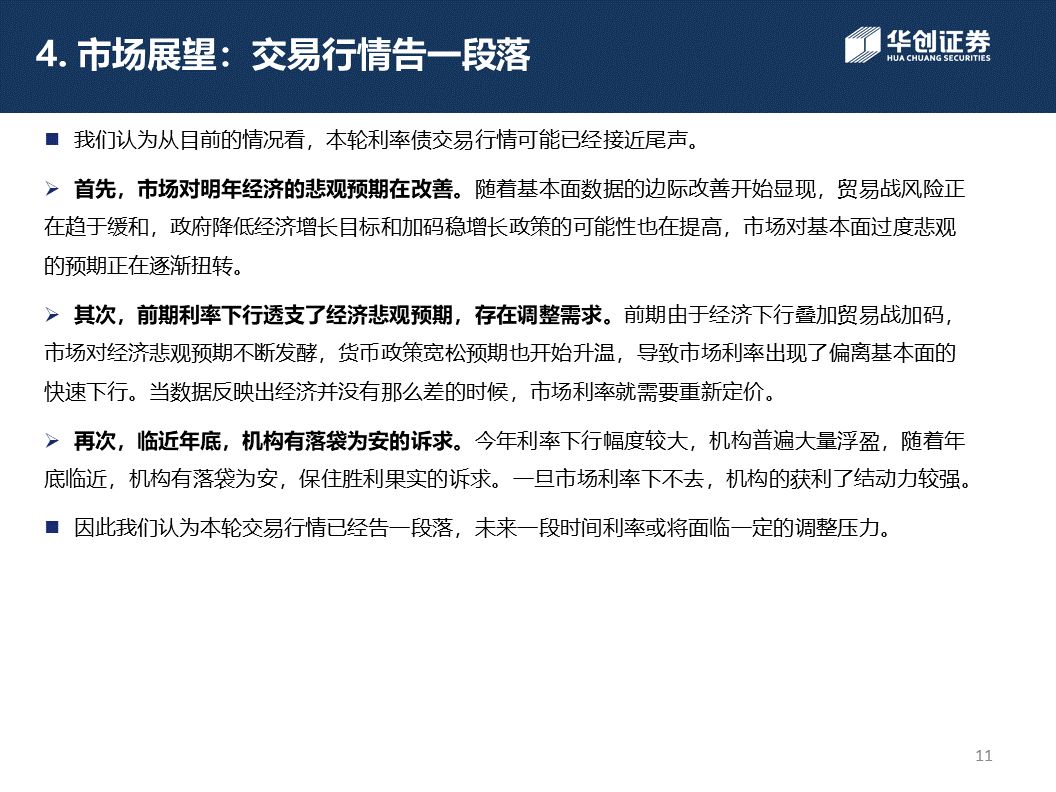 4. 市场展望：交易行情告一段落
华创证券
HUA CHUANG SECURITIES
■ 我们认为从目前的情况看，本轮利率债交易行情可能已经接近尾声。
➢ 首先，市场对明年经济的悲观预期在改善。随着基本面数据的边际改善开始显现，贸易战风险正
在趋于缓和，政府降低经济增长目标和加码稳增长政策的可能性也在提高，市场对基本面过度悲观
的预期正在逐渐扭转。
➢ 其次，前期利率下行透支了经济悲观预期，存在调整需求。前期由于经济下行叠加贸易战加码，
市场对经济悲观预期不断发酵，货币政策宽松预期也开始升温，导致市场利率出现了偏离基本面的
快速下行。当数据反映出经济并没有那么差的时候，市场利率就需要重新定价。
➢ 再次，临近年底，机构有落袋为安的诉求。今年利率下行幅度较大，机构普遍大量浮盈，随着年
底临近，机构有落袋为安，保住胜利果实的诉求。一旦市场利率下不去，机构的获利了结动力较强。
■ 因此我们认为本轮交易行情已经告一段落，未来一段时间利率或将面临一定的调整压力。
11